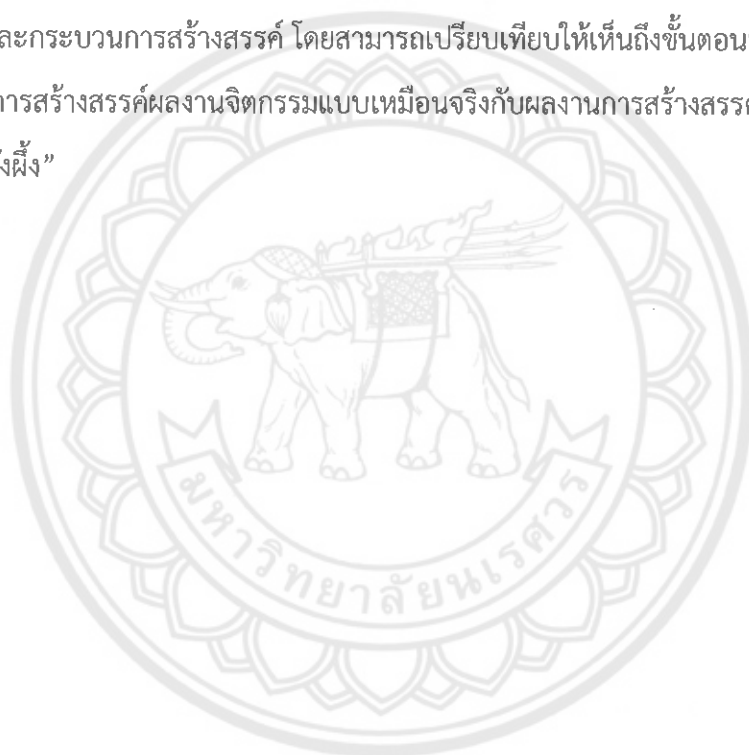 ละกระบวนการสร้างสรรค์ โดยสามารถเปรียบเทียบให้เห็นถึงขั้นตอน
การสร้างสรรค์ผลงานจิตกรรมแบบเหมือนจริงกับผลงานการสร้างสรรค
ังผึ้ง”
มหาวิทยาลัยนเรศวร